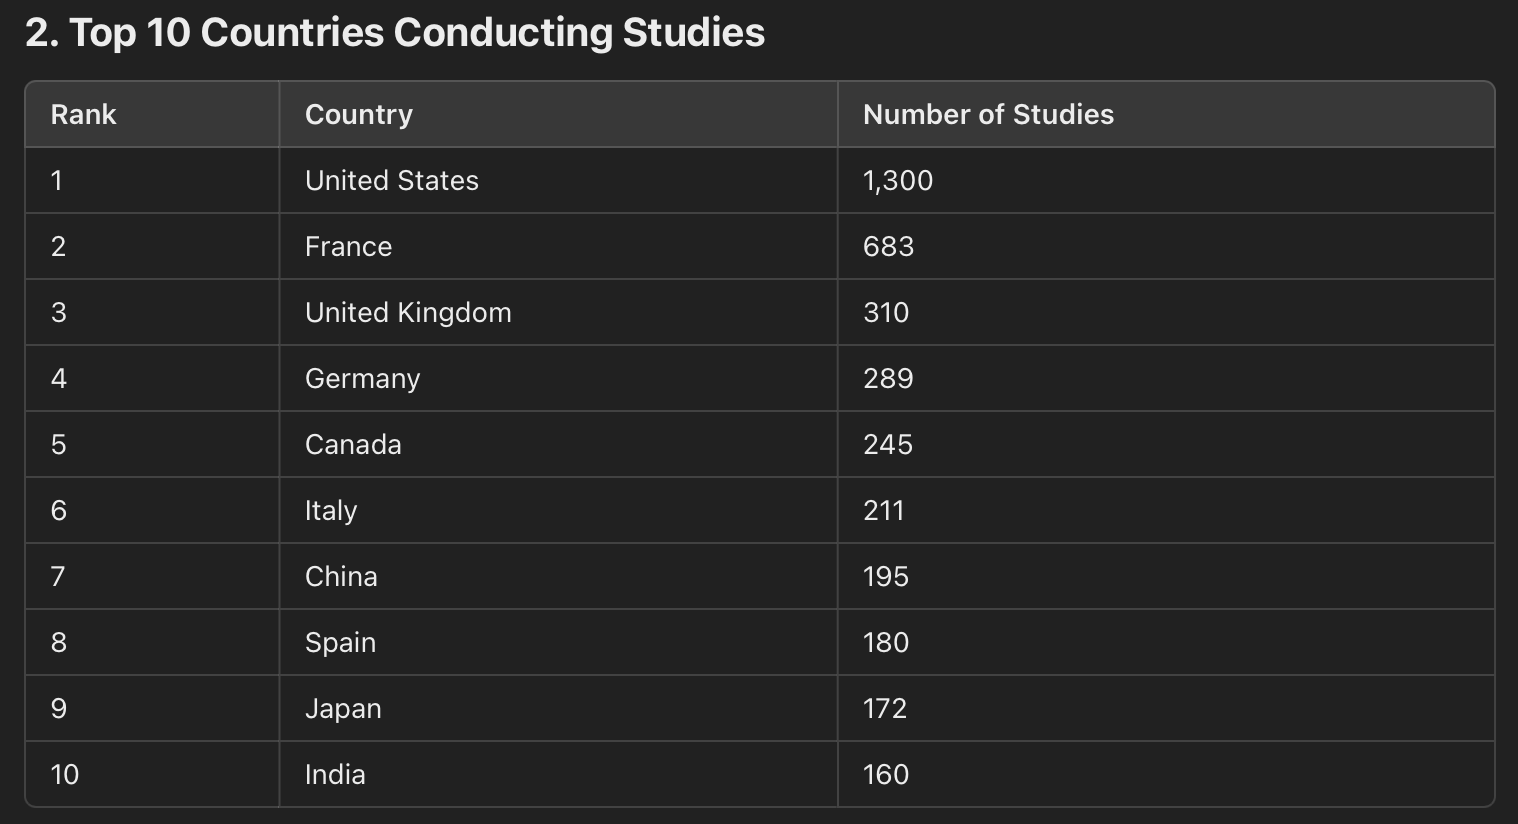 2. Top 10 Countries Conducting Studies
Rank Country Number of Studies
1 United States 1,300
2 France 683
3 United Kingdom 310
4 Germany 289
5 Canada 245
6 Italy 211
7 China 195
8 Spain 180
9 Japan 172
10 India 160